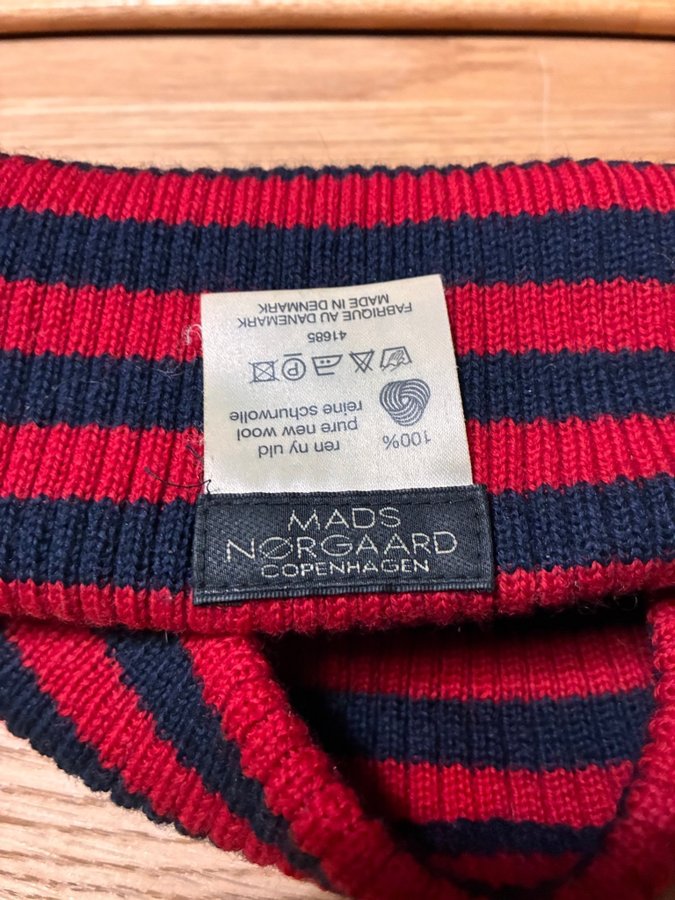 100%
ren ny uld
pure new wool
reine schurwolle
P
41685
MADE IN DENMARK
FABRIQUE AU DANEMARK
MADS
NØRGAARD
COPENHAGEN